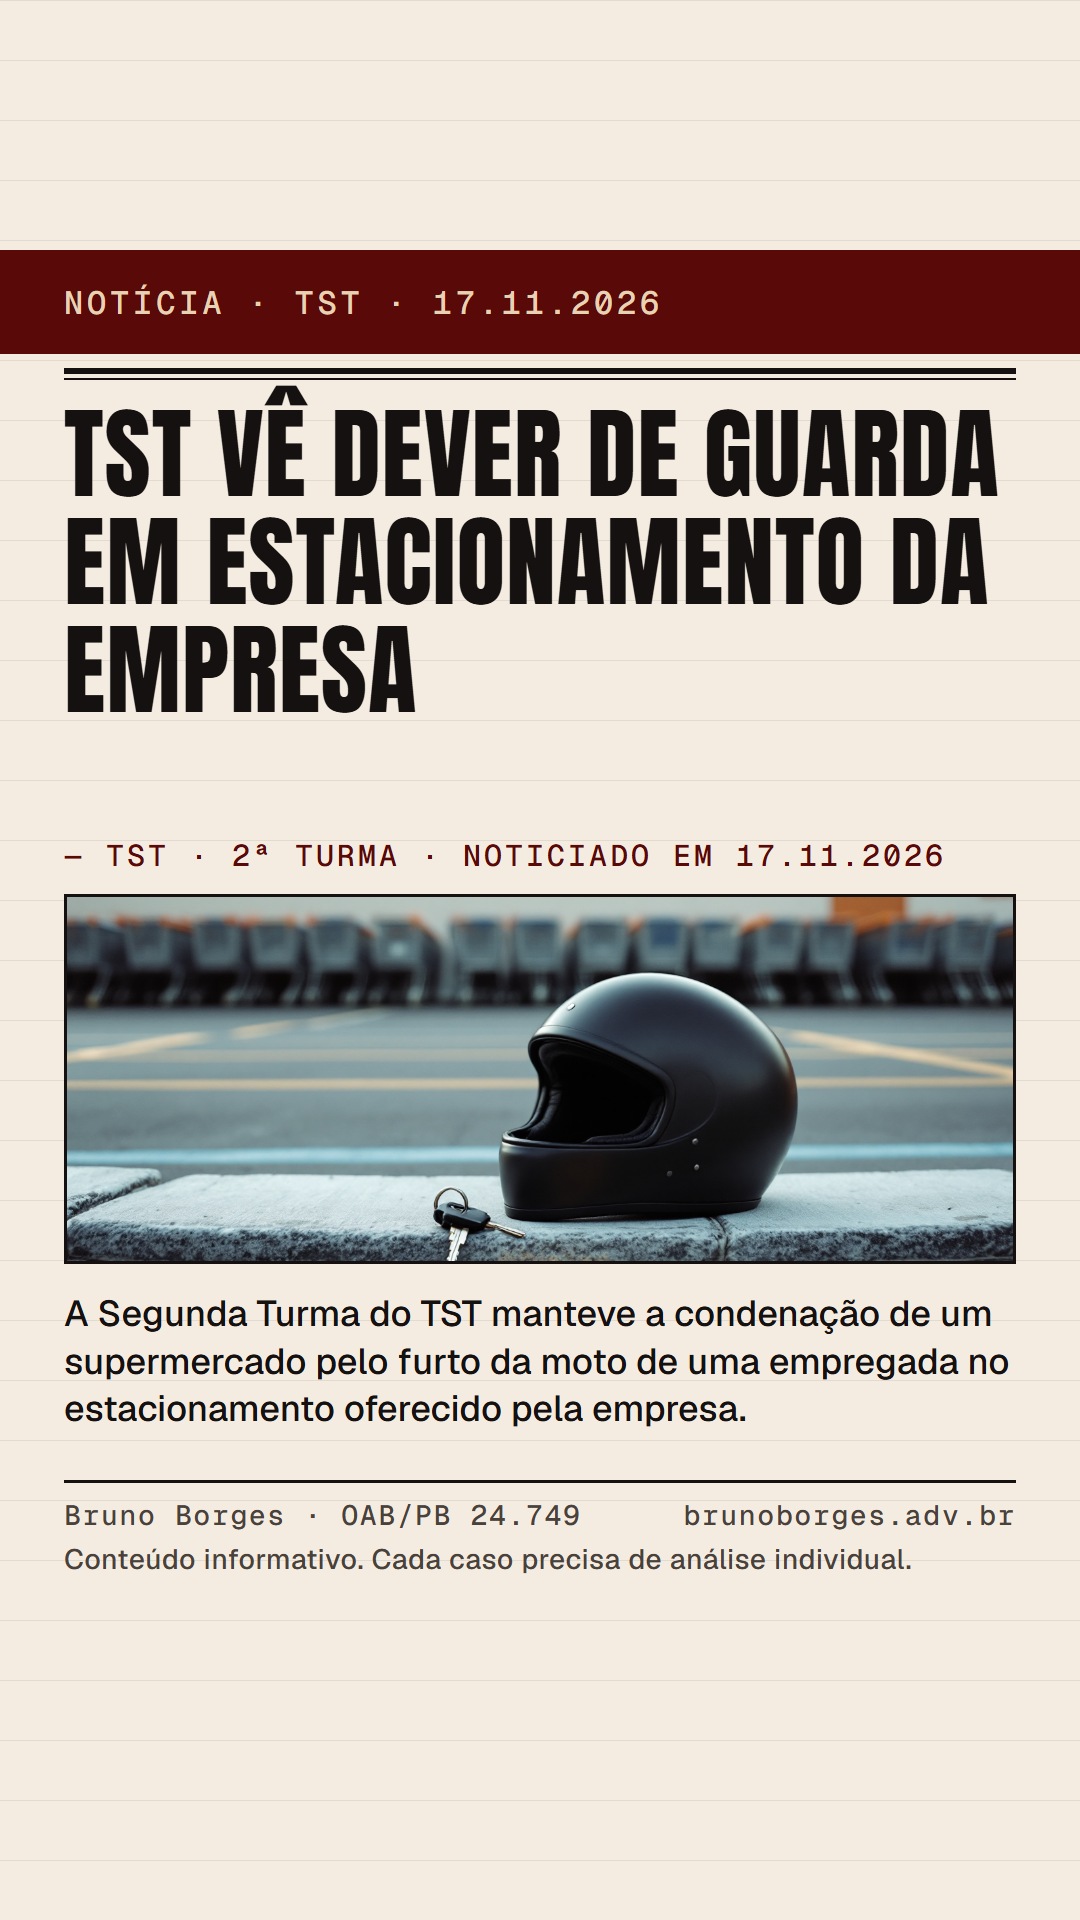 NOTÍCIA · TST · 17.11.2026
TST VÊ DEVER DE GUARDA
EM ESTACIONAMENTO DA
EMPRESA
— TST · 2ª TURMA · NOTICIADO EM 17.11.2026
A Segunda Turma do TST manteve a condenação de um
supermercado pelo furto da moto de uma empregada no
estacionamento oferecido pela empresa.
Bruno Borges · OAB/PB 24.749 brunoborges.adv.br
Conteúdo informativo. Cada caso precisa de análise individual.